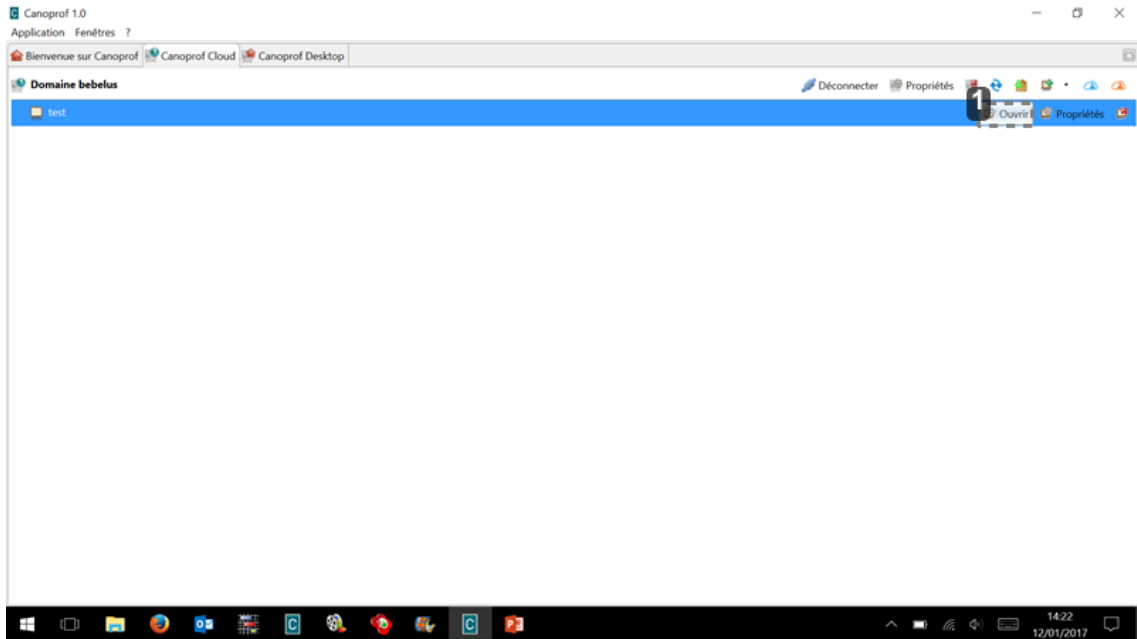 Canoprof 1.0
Application Fenêtres ?
Bienvenue sur Canoprof Canoprof Cloud Canoprof Desktop
Domaine bebelus Déconnecter Propriétés
test 1 Ouvrir Propriétés
14:22
12/01/2017